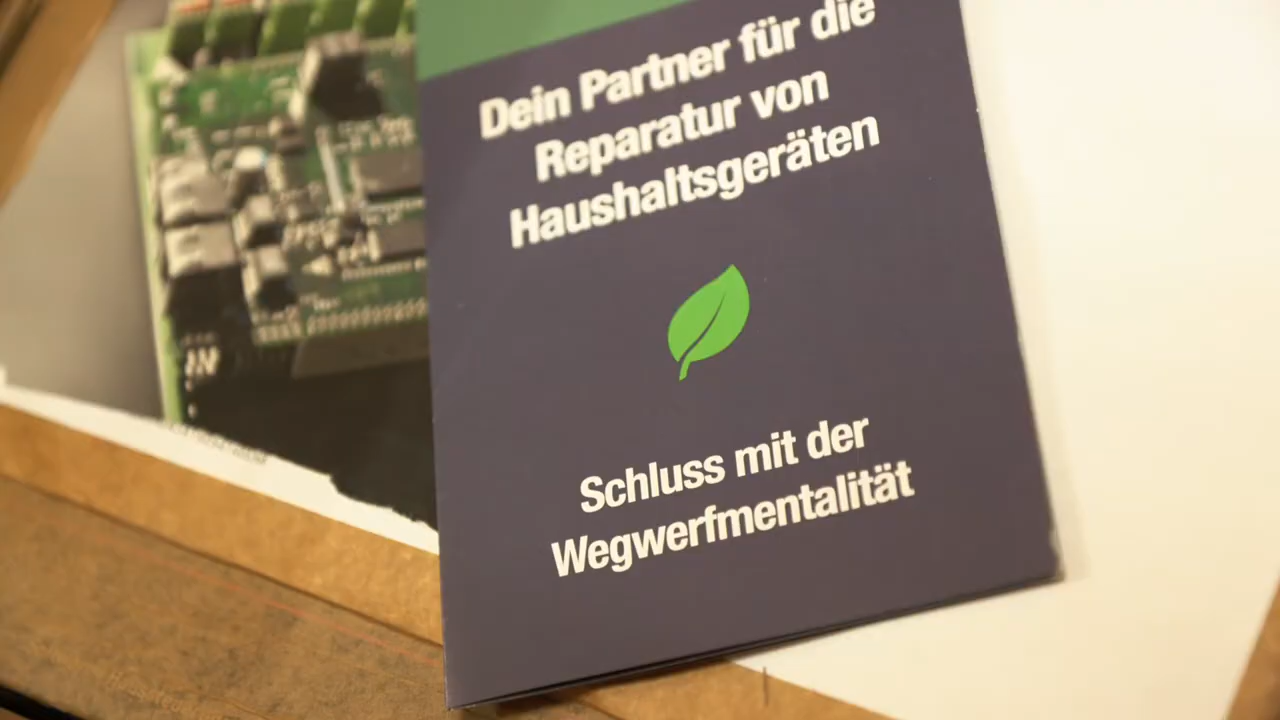 Dein Partner für die
Reparatur von
Haushaltsgeräten
Schluss mit der
Wegwerfmentalität